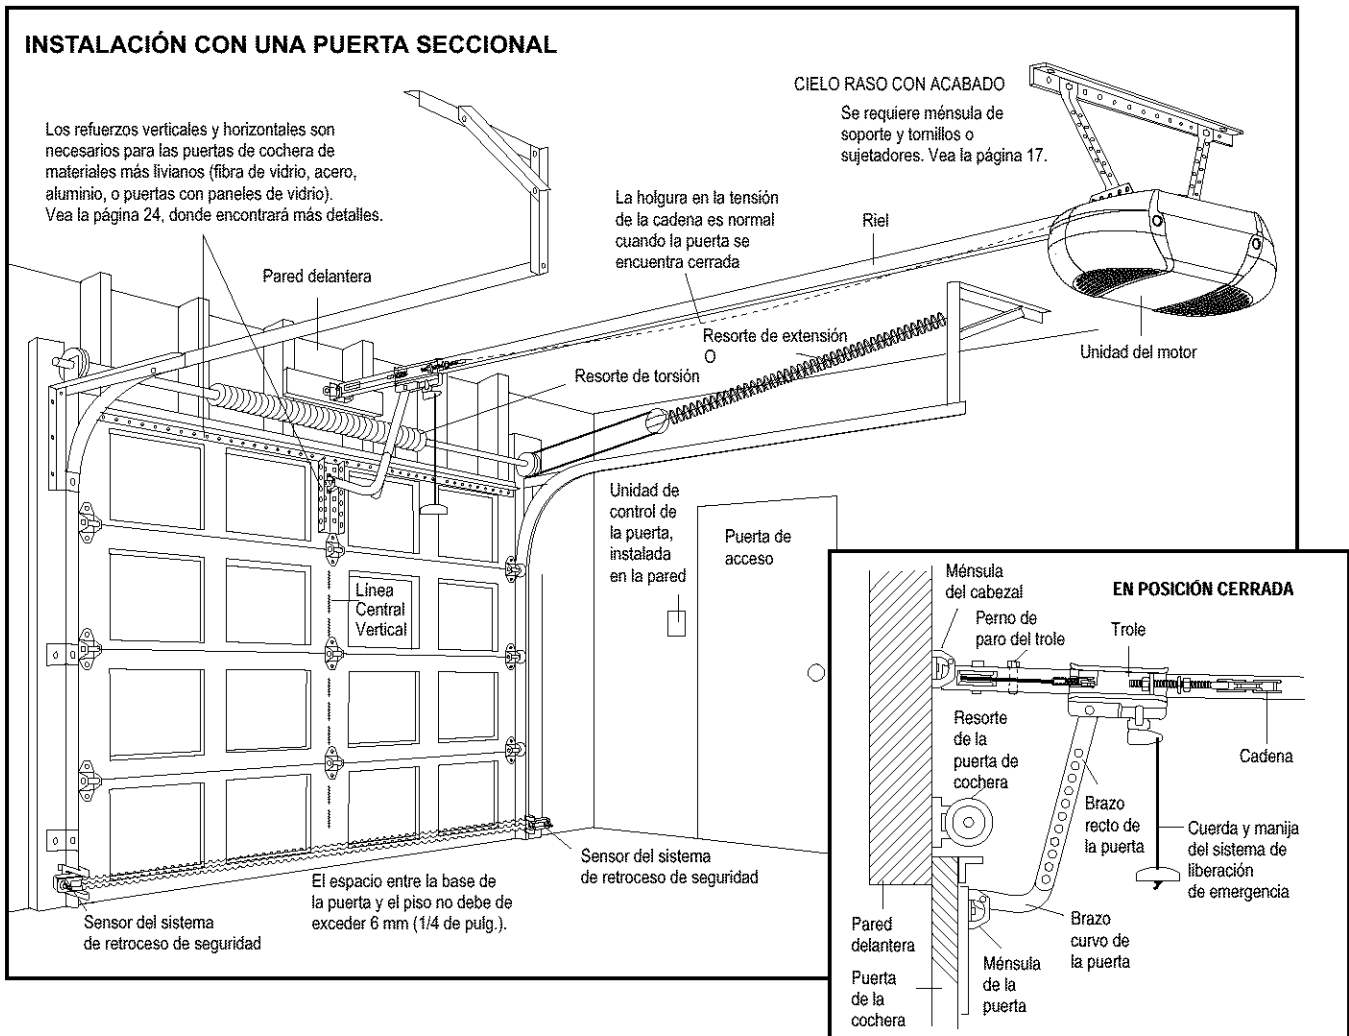 INSTALACIÓN CON UNA PUERTA SECCIONAL
Los refuerzos verticales y horizontales son
necesarios para las puertas de cochera de
materiales más livianos (fibra de vidrio, acero,
aluminio, o puertas con paneles de vidrio).
Vea la página 24, donde encontrará más detalles.
CIELO RASO CON ACABADO
Se requiere ménsula de
soporte y tornillos o
sujetadores. Vea la página 17.
La holgura en la tensión
de la cadena es normal
cuando la puerta se
encuentra cerrada
Riel
Pared delantera
Resorte de extensión
O
Resorte de torsión
Unidad del motor
Unidad de
control de
la puerta,
instalada
en la pared
Puerta de
acceso
Línea
Central
Vertical
Sensor del sistema
de retroceso de seguridad
El espacio entre la base de
la puerta y el piso no debe de
exceder 6 mm (1/4 de pulg.).
Sensor del sistema
de retroceso de seguridad
EN POSICIÓN CERRADA
Ménsula
del cabezal
Perno de
paro del trole
Trole
Resorte
de la
puerta de
cochera
Cadena
Brazo
recto de
la puerta
Cuerda y manija
del sistema de
liberación
de emergencia
Pared
delantera
Brazo
curvo de
la puerta
Ménsula
de la
puerta
Puerta
de la
cochera